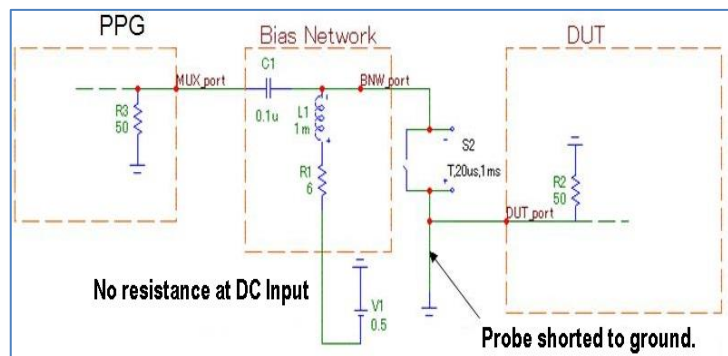 PPG
Bias Network
DUT
C1
MUX_port
BNW_port
R3
50
0.1u
L1
1m
S2
T,20us,1ms
R1
6
R2
50
DUT_port
No resistance at DC Input
V1
0.5
Probe shorted to ground.